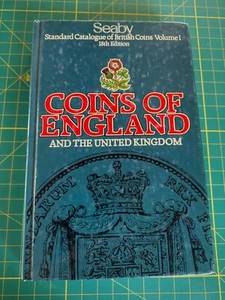 Seaby
Standard Catalogue of British Coins Volume 1
18th Edition
COINS OF
ENGLAND
AND THE UNITED KINGDOM